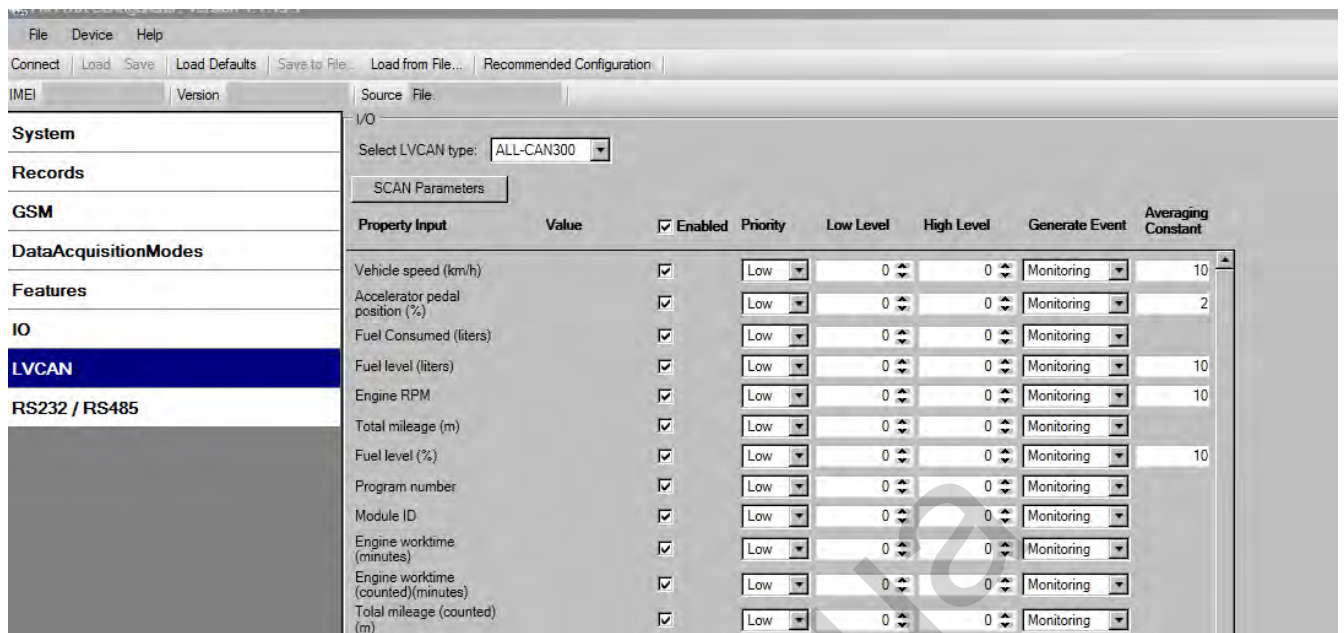 File Device Help
Connect Load Save Load Defaults Save to File... Load from File... Recommended Configuration
IMEI Version Source File.
System
Records
GSM
DataAcquisitionModes
Features
IO
LVCAN
RS232 / RS485
I/O
Select LVCAN type: ALL-CAN300
SCAN Parameters
Property Input Value Enabled Priority Low Level High Level Generate Event Averaging Constant
Vehicle speed (km/h) Low 0 0 Monitoring 10
Accelerator pedal
position (%) Low 0 0 Monitoring 2
Fuel Consumed (liters) Low 0 0 Monitoring
Fuel level (liters) Low 0 0 Monitoring 10
Engine RPM Low 0 0 Monitoring 10
Total mileage (m) Low 0 0 Monitoring
Fuel level (%) Low 0 0 Monitoring 10
Program number Low 0 0 Monitoring
Module ID Low 0 0 Monitoring
Engine worktime
(minutes) Low 0 0 Monitoring
Engine worktime
(counted)(minutes) Low 0 0 Monitoring
Total mileage (counted)
(m) Low 0 0 Monitoring